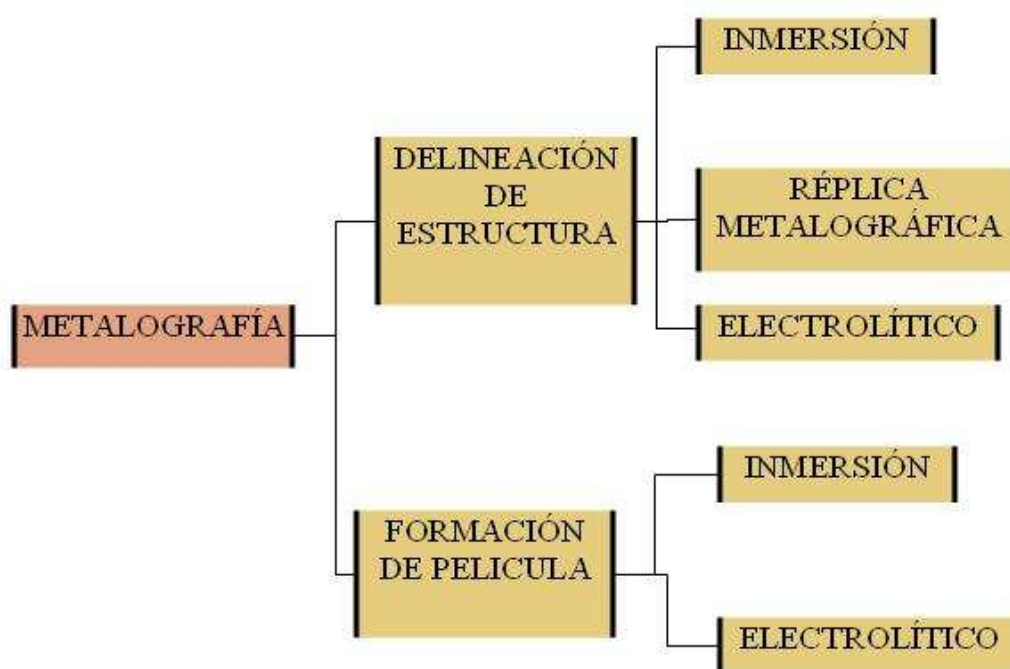 INMERSIÓN
DELINEACIÓN
DE
ESTRUCTURA
RÉPLICA
METALOGRÁFICA
ELECTROLÍTICO
METALOGRAFÍA
INMERSIÓN
FORMACIÓN
DE PELICULA
ELECTROLÍTICO